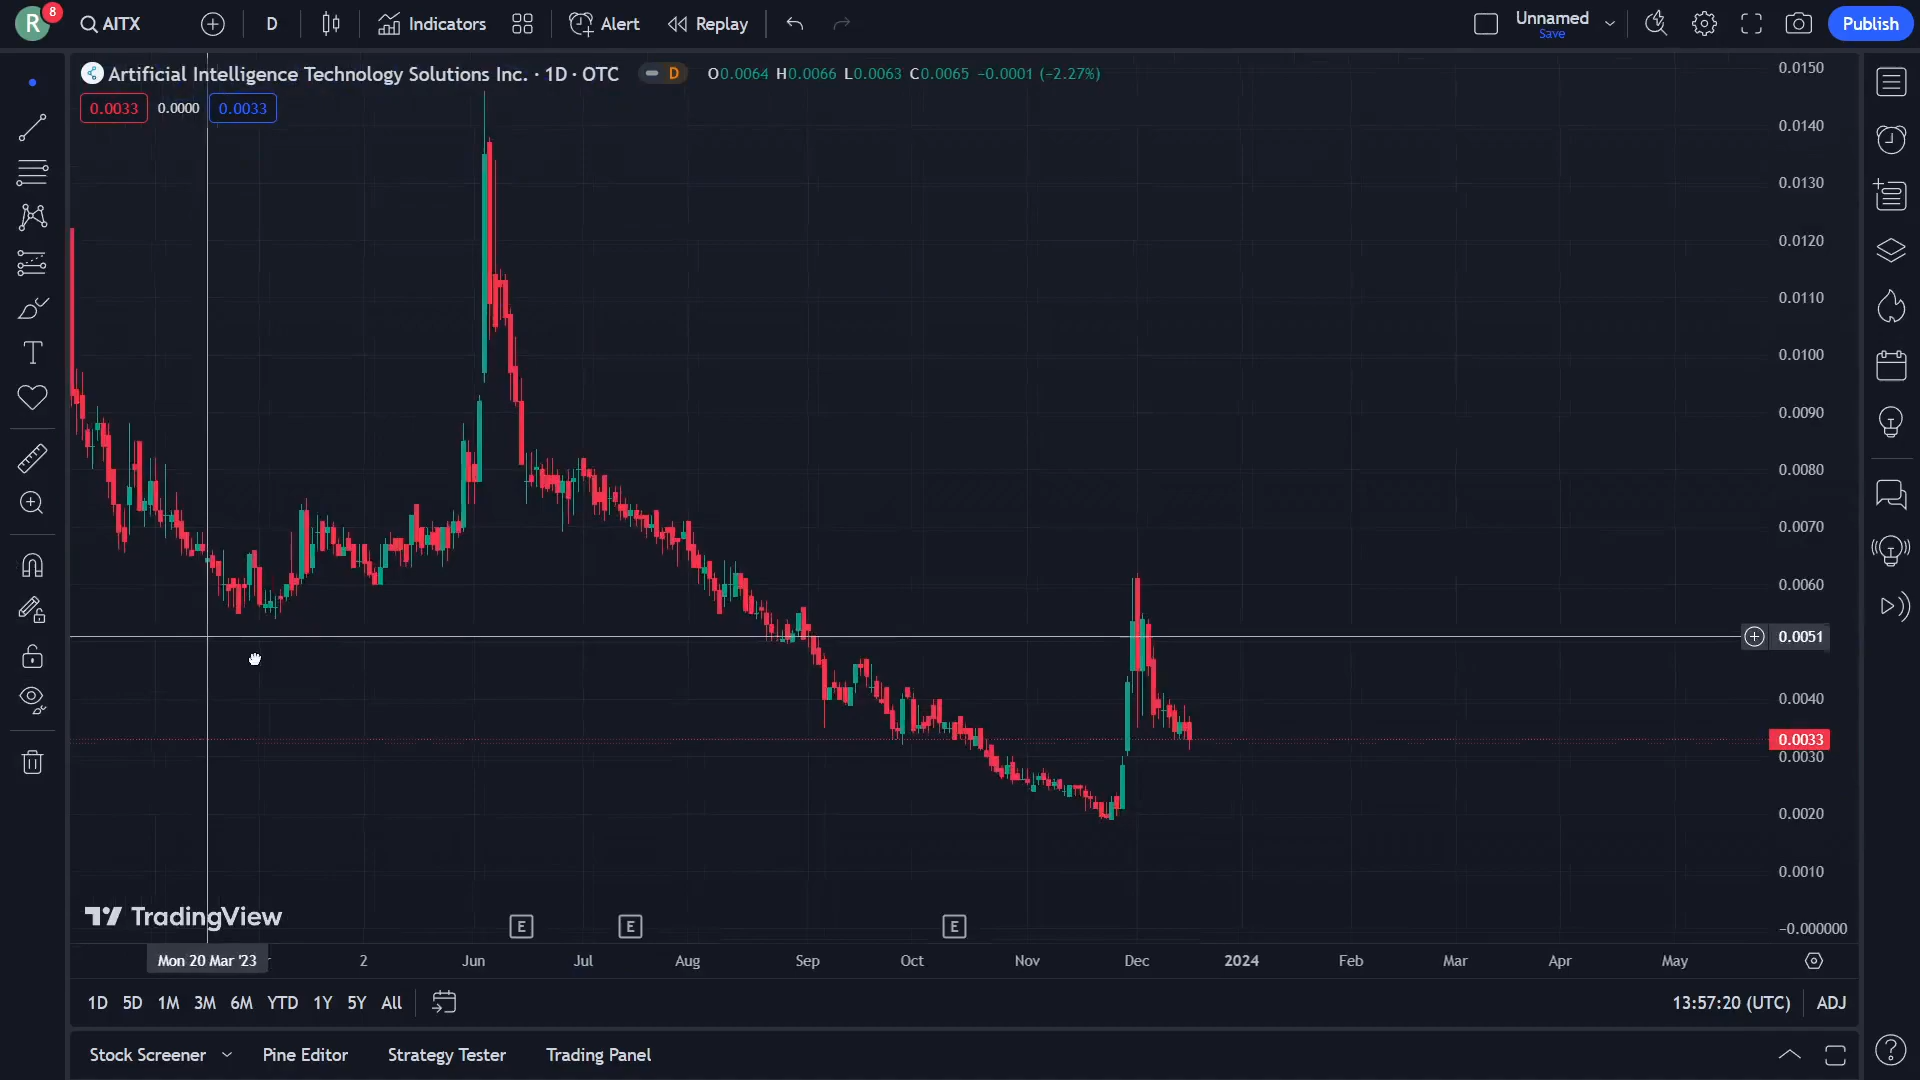 R 8 AITX D Indicators Alert Replay Unnamed Save Publish
Artificial Intelligence Technology Solutions Inc. · 1D · OTC D O0.0064 H0.0066 L0.0063 C0.0065 −0.0001 (−2.27%)
0.0033 0.0000 0.0033
0.0150
0.0140
0.0130
0.0120
0.0110
0.0100
0.0090
0.0080
0.0070
0.0060
0.0051
0.0040
0.0033
0.0030
0.0020
0.0010
−0.000000
TradingView
E E E
Mon 20 Mar '23 2 Jun Jul Aug Sep Oct Nov Dec 2024 Feb Mar Apr May
1D 5D 1M 3M 6M YTD 1Y 5Y All 13:57:20 (UTC) ADJ
Stock Screener Pine Editor Strategy Tester Trading Panel